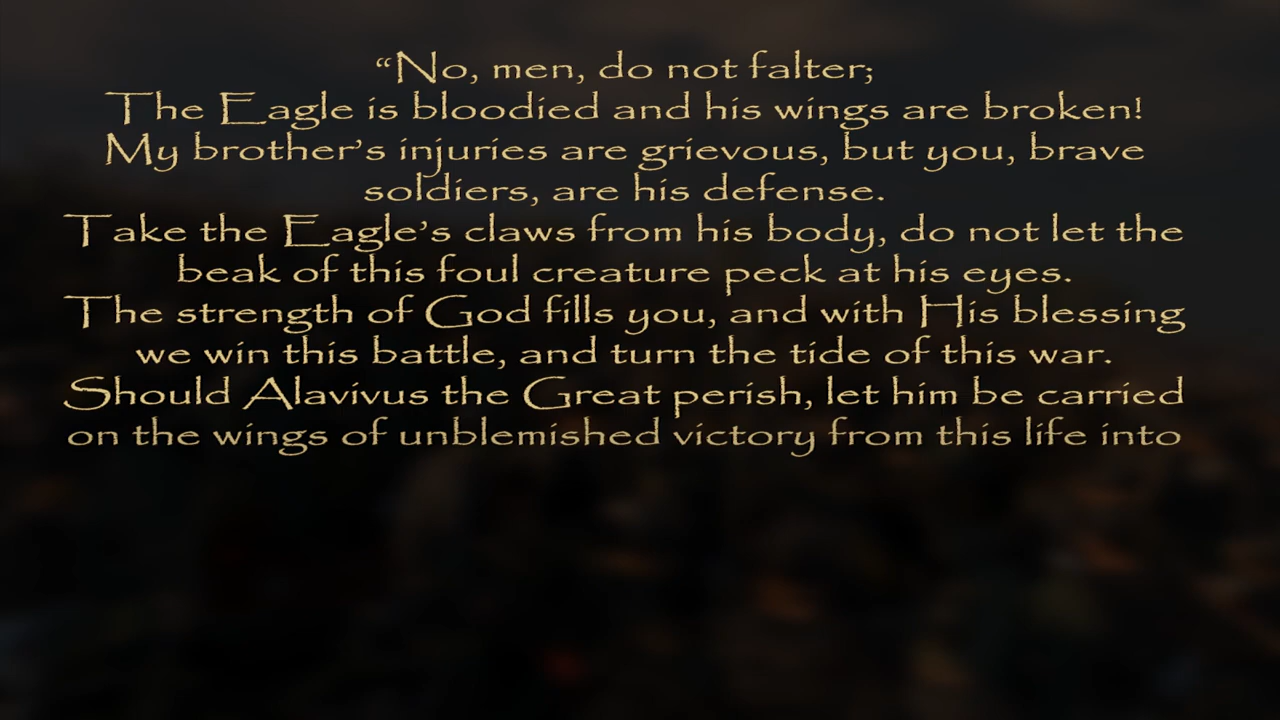 “No, men, do not falter;
The Eagle is bloodied and his wings are broken!
My brother’s injuries are grievous, but you, brave
soldiers, are his defense.
Take the Eagle’s claws from his body, do not let the
beak of this foul creature peck at his eyes.
The strength of God fills you, and with His blessing
we win this battle, and turn the tide of this war.
Should Alavivus the Great perish, let him be carried
on the wings of unblemished victory from this life into